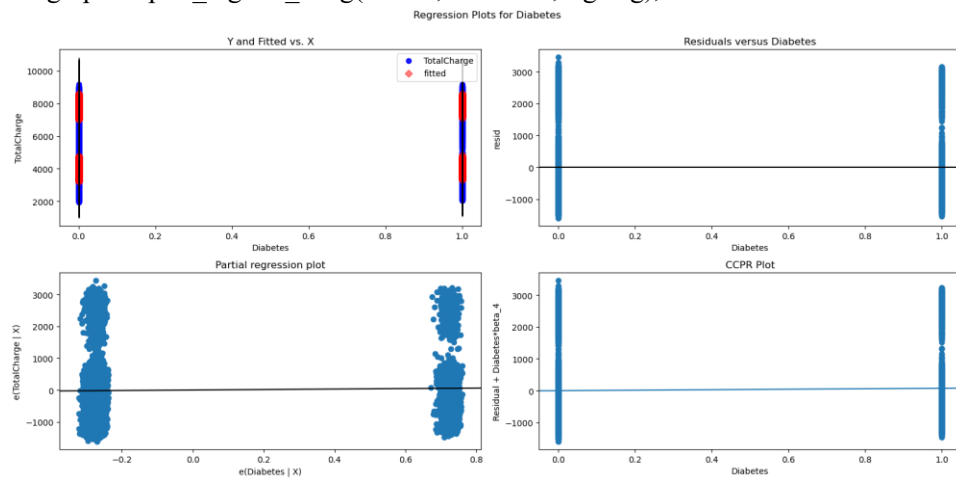 Regression Plots for Diabetes
Y and Fitted vs. X
TotalCharge
fitted
TotalCharge
10000
8000
6000
4000
2000
0.0 0.2 0.4 0.6 0.8 1.0
Diabetes
Residuals versus Diabetes
resid
3000
2000
1000
0
−1000
0.0 0.2 0.4 0.6 0.8 1.0
Diabetes
Partial regression plot
e(TotalCharge | X)
3000
2000
1000
0
−1000
−0.2 0.0 0.2 0.4 0.6 0.8
e(Diabetes | X)
CCPR Plot
Residual + Diabetes*beta_4
3000
2000
1000
0
−1000
0.0 0.2 0.4 0.6 0.8 1.0
Diabetes